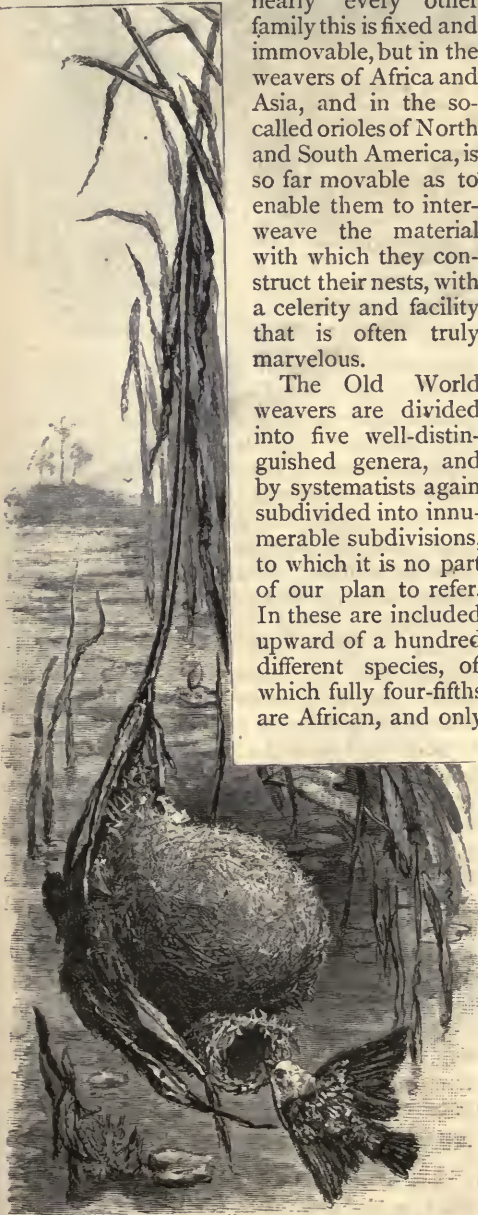 nearly every other
family this is fixed and
immovable, but in the
weavers of Africa and
Asia, and in the so-
called orioles of North
and South America, is
so far movable as to
enable them to inter-
weave the material
with which they con-
struct their nests, with
a celerity and facility
that is often truly
marvelous.
The Old World
weavers are divided
into five well-distin-
guished genera, and
by systematists again
subdivided into innu-
merable subdivisions,
to which it is no part
of our plan to refer.
In these are included
upward of a hundred
different species, of
which fully four-fifths
are African, and only